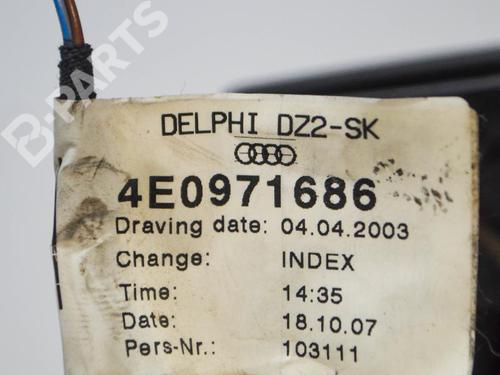 B-PARTS
DELPHI DZ2-SK
4E0971686
Draving date: 04.04.2003
Change: INDEX
Time: 14:35
Date: 18.10.07
Pers-Nr.: 103111